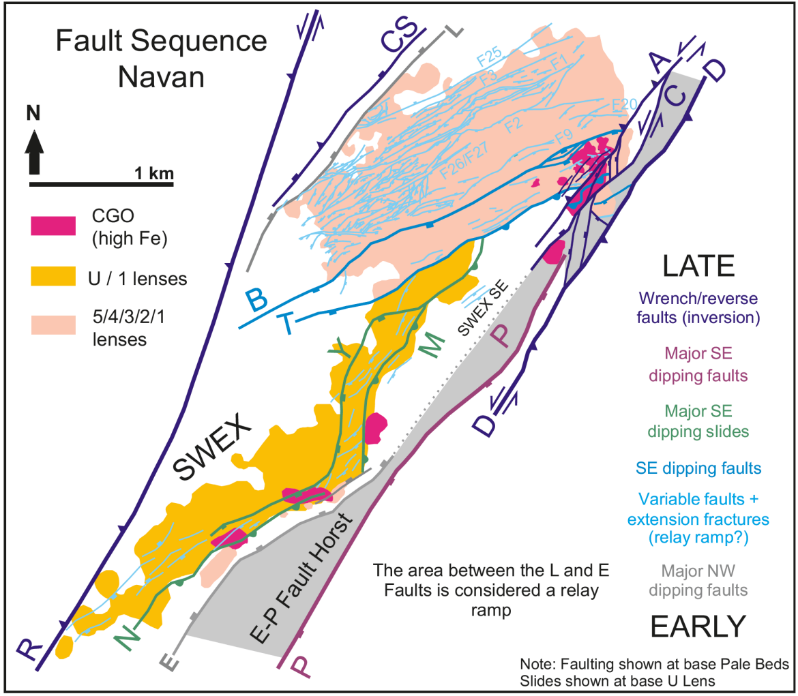 Fault Sequence
Navan
N
1 km
CGO
(high Fe)
U / 1 lenses
5/4/3/2/1
lenses
CS
L
F25
F3
F1
F2
F26/F27
F9
E20
A
C
D
B
T
Y
M
SWEX SE
P
D
SWEX
E-P Fault Horst
N
E
P
R
The area between the L and E
Faults is considered a relay
ramp
LATE
Wrench/reverse
faults (inversion)
Major SE
dipping faults
Major SE
dipping slides
SE dipping faults
Variable faults +
extension fractures
(relay ramp?)
Major NW
dipping faults
EARLY
Note: Faulting shown at base Pale Beds
Slides shown at base U Lens